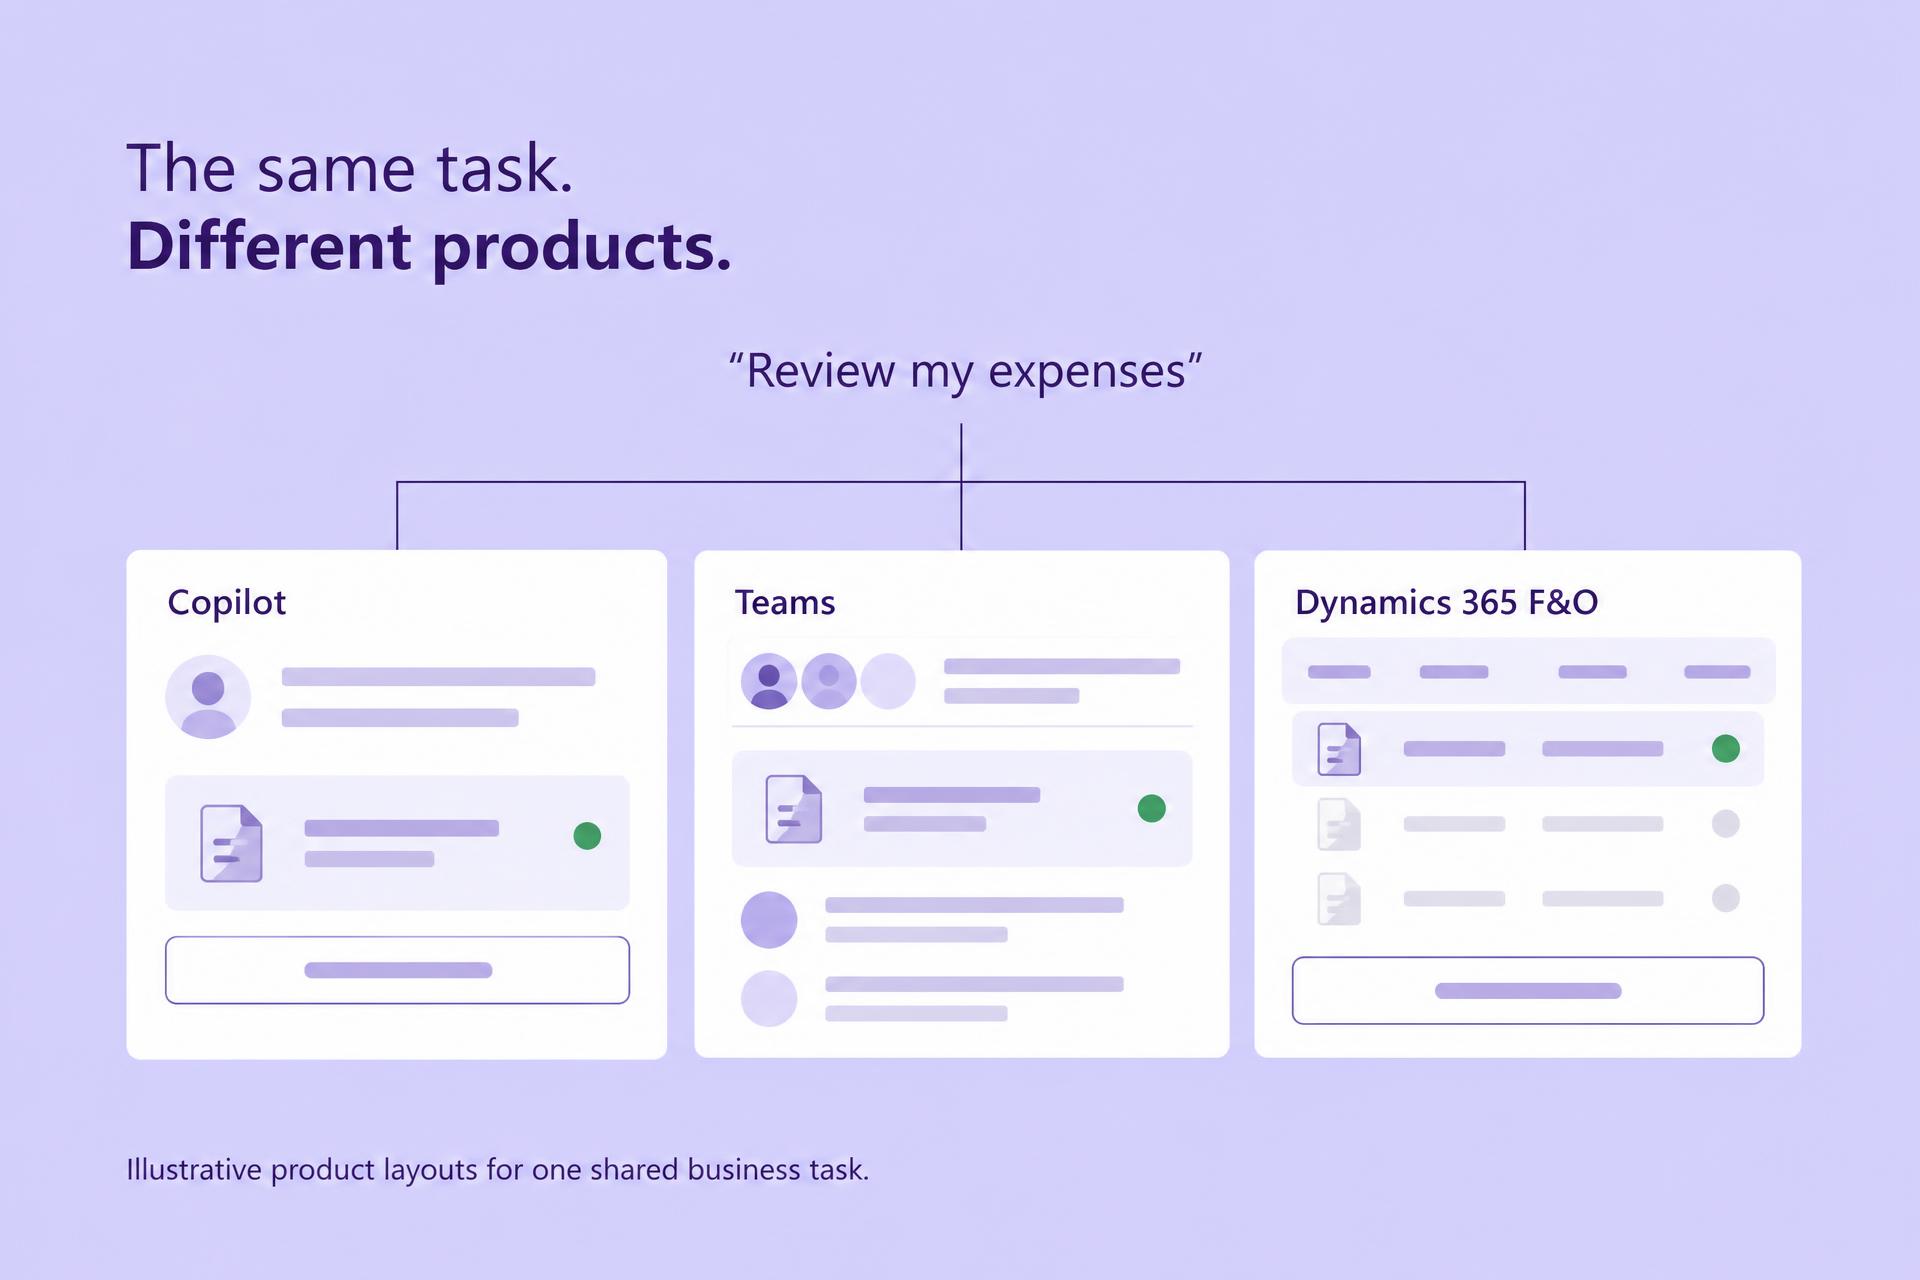 The same task.
Different products.
“Review my expenses”
Copilot
Teams
Dynamics 365 F&O
Illustrative product layouts for one shared business task.